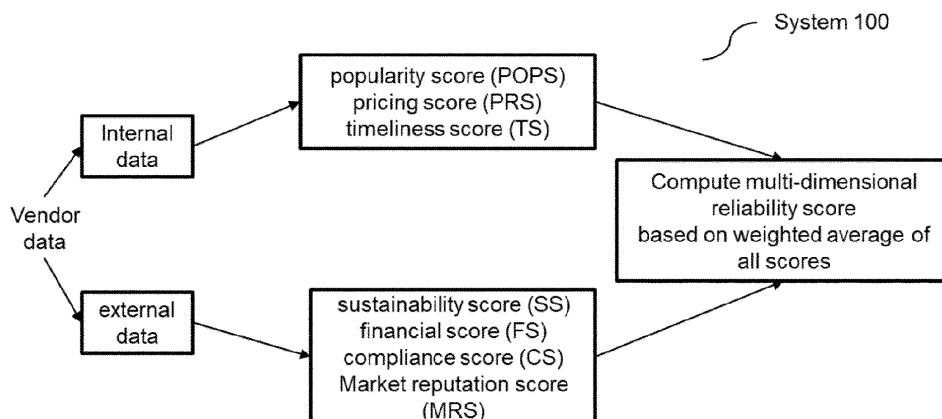 System 100
popularity score (POPS)
pricing score (PRS)
timeliness score (TS)
Internal
data
Vendor
data
external
data
sustainability score (SS)
financial score (FS)
compliance score (CS)
Market reputation score
(MRS)
Compute multi-dimensional
reliability score
based on weighted average of
all scores